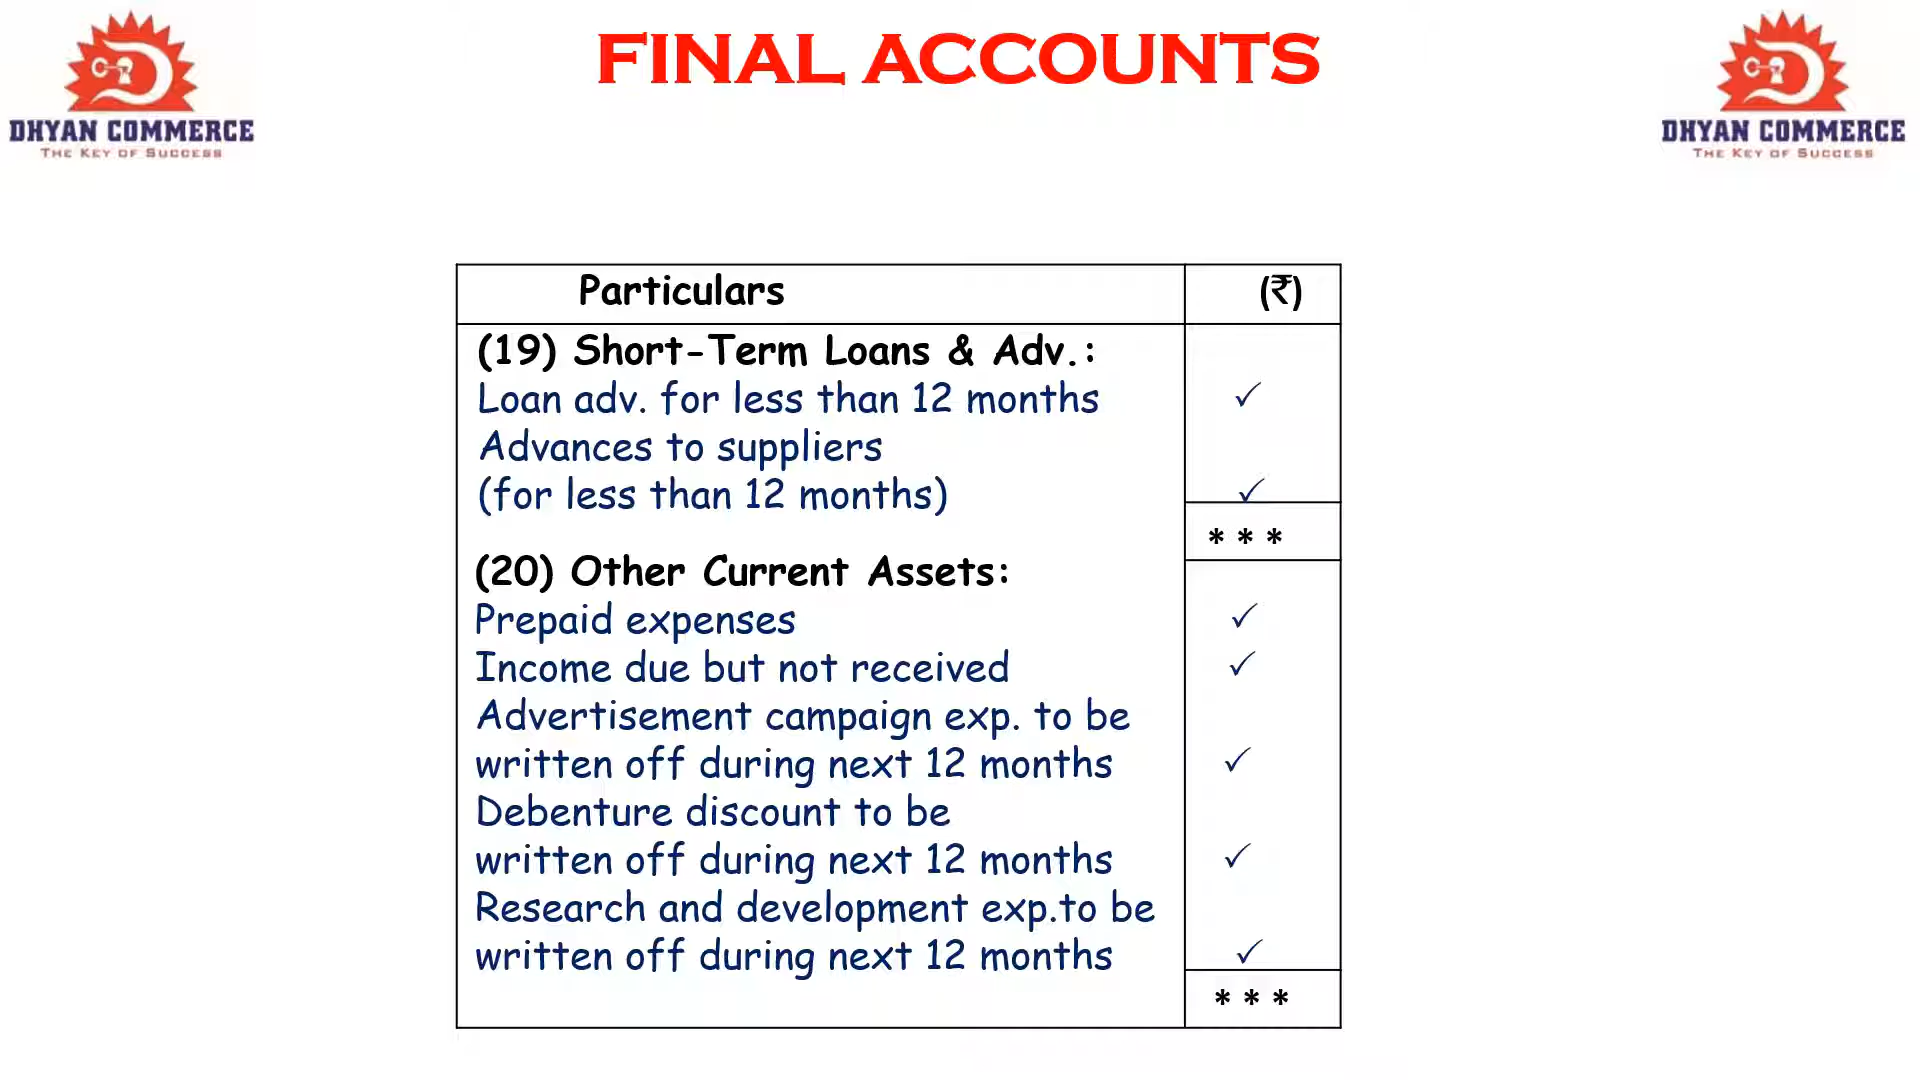 FINAL ACCOUNTS
DHYAN COMMERCE
THE KEY OF SUCCESS
DHYAN COMMERCE
THE KEY OF SUCCESS
Particulars (₹)
(19) Short-Term Loans & Adv.:
Loan adv. for less than 12 months ✓
Advances to suppliers
(for less than 12 months) ✓
* * *
(20) Other Current Assets:
Prepaid expenses ✓
Income due but not received ✓
Advertisement campaign exp. to be
written off during next 12 months ✓
Debenture discount to be
written off during next 12 months ✓
Research and development exp.to be
written off during next 12 months ✓
* * *